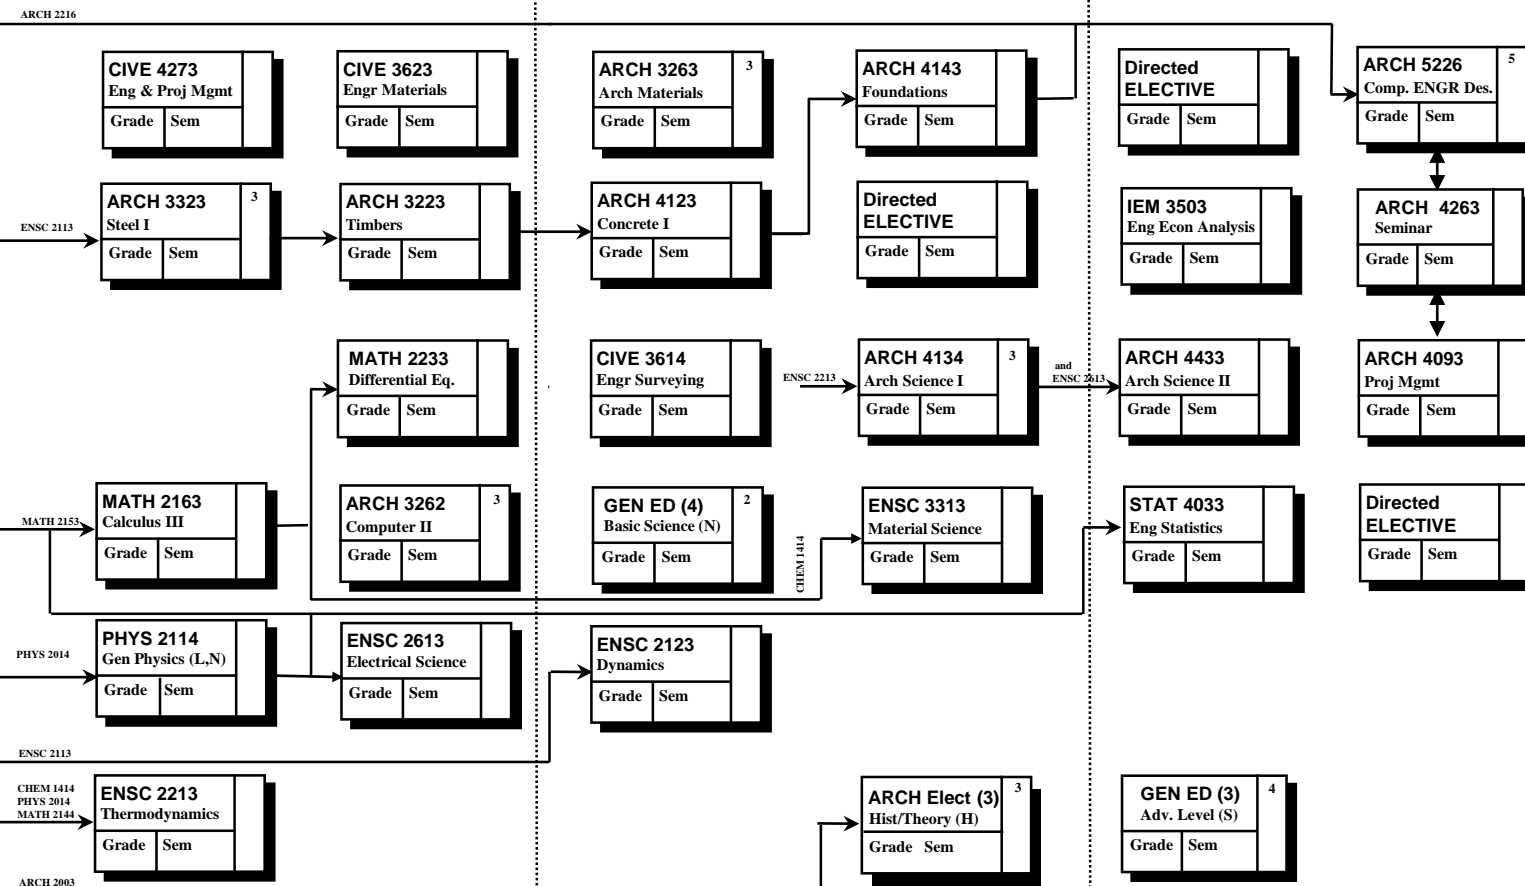 ARCH 2216
CIVE 4273
Eng & Proj Mgmt
Grade Sem
CIVE 3623
Engr Materials
Grade Sem
ARCH 3263 3
Arch Materials
Grade Sem
ARCH 4143
Foundations
Grade Sem
Directed
ELECTIVE
Grade Sem
ARCH 5226 5
Comp. ENGR Des.
Grade Sem
ENSC 2113
ARCH 3323 3
Steel I
Grade Sem
ARCH 3223
Timbers
Grade Sem
ARCH 4123
Concrete I
Grade Sem
Directed
ELECTIVE
Grade Sem
IEM 3503
Eng Econ Analysis
Grade Sem
ARCH 4263
Seminar
Grade Sem
MATH 2233
Differential Eq.
Grade Sem
CIVE 3614
Engr Surveying
Grade Sem
ENSC 2213
ARCH 4134 3
Arch Science I
Grade Sem
and
ENSC 2613
ARCH 4433
Arch Science II
Grade Sem
ARCH 4093
Proj Mgmt
Grade Sem
MATH 2153
MATH 2163
Calculus III
Grade Sem
ARCH 3262 3
Computer II
Grade Sem
GEN ED (4) 2
Basic Science (N)
Grade Sem
CHEM 1414
ENSC 3313
Material Science
Grade Sem
STAT 4033
Eng Statistics
Grade Sem
Directed
ELECTIVE
Grade Sem
PHYS 2014
PHYS 2114
Gen Physics (L,N)
Grade Sem
ENSC 2613
Electrical Science
Grade Sem
ENSC 2123
Dynamics
Grade Sem
ENSC 2113
CHEM 1414
PHYS 2014
MATH 2144
ENSC 2213
Thermodynamics
Grade Sem
ARCH Elect (3) 3
Hist/Theory (H)
Grade Sem
GEN ED (3) 4
Adv. Level (S)
Grade Sem
ARCH 2003